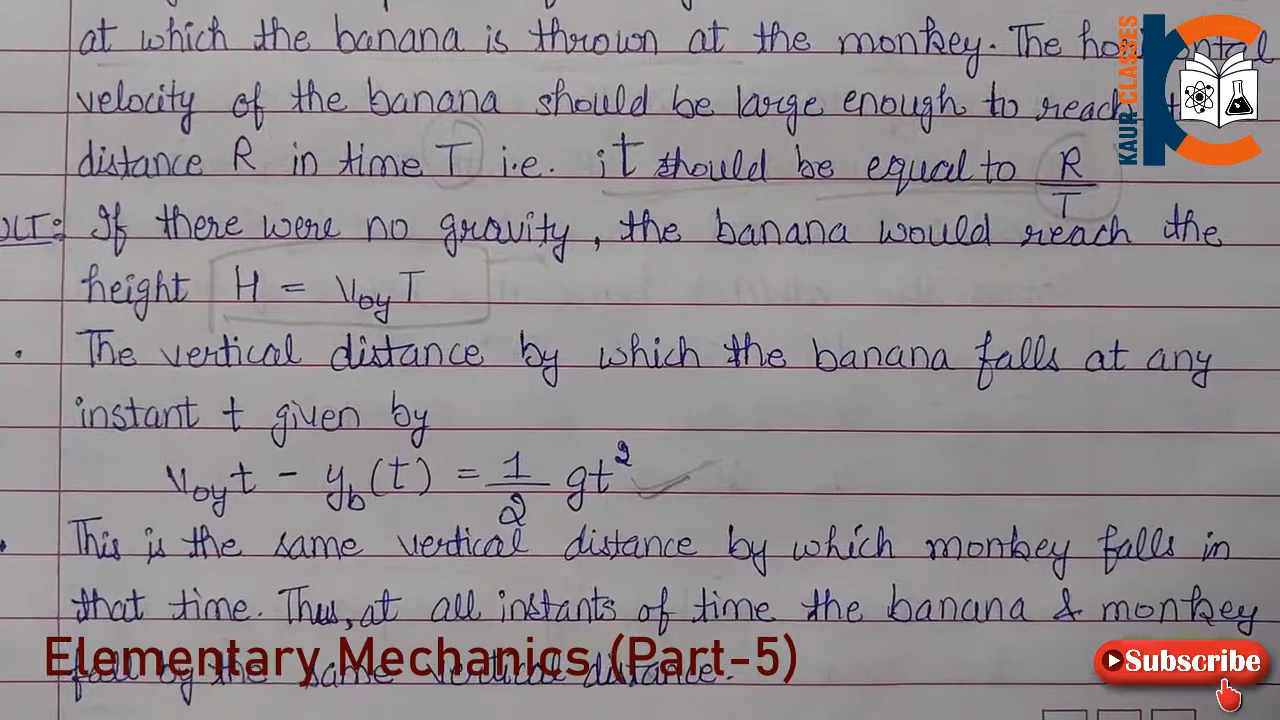 at which the banana is thrown at the monkey. The horizontal
velocity of the banana should be large enough to reach
distance R in time T i.e. it should be equal to R/T
If there were no gravity, the banana would reach the
height H = v₀yT
The vertical distance by which the banana falls at any
instant t given by
v₀yt - yb(t) = 1/2 gt²
This is the same vertical distance by which monkey falls in
that time. Thus, at all instants of time the banana & monkey
fall by the same vertical distance.
Elementary Mechanics (Part-5)
KAUR CLASSES
Subscribe